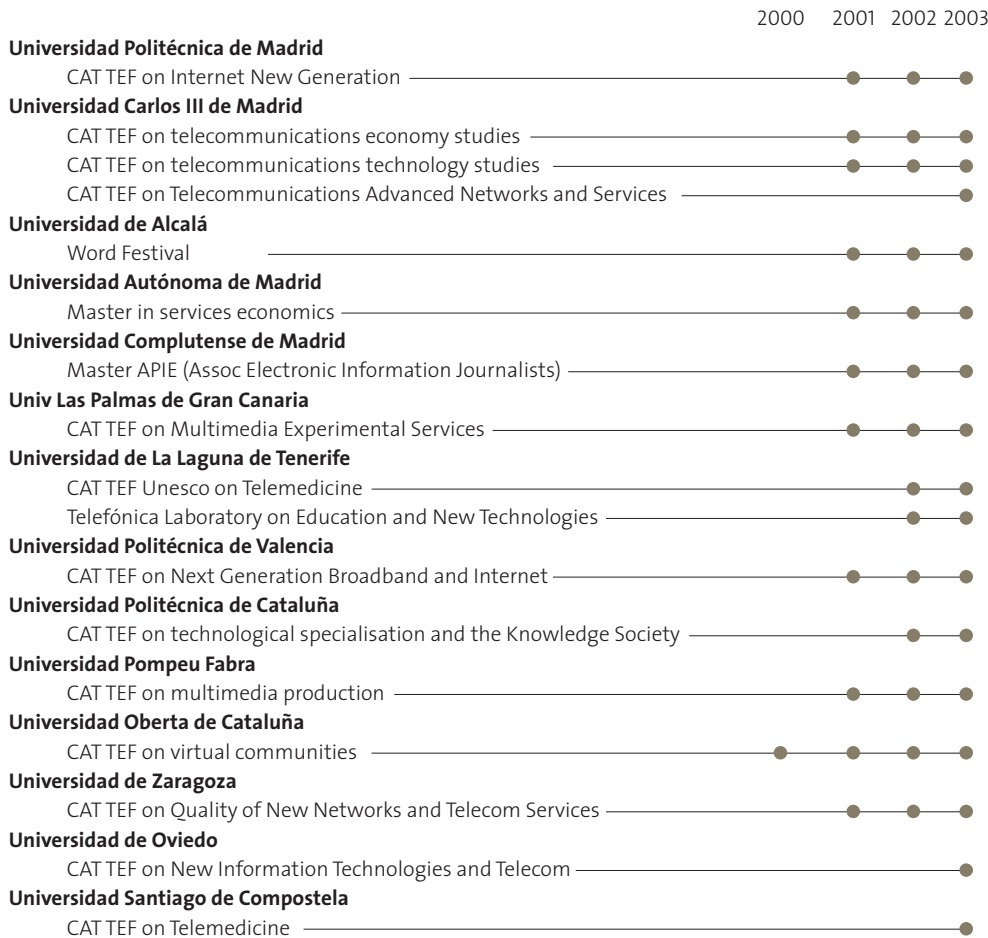 2000 2001 2002 2003
Universidad Politécnica de Madrid
CAT TEF on Internet New Generation
Universidad Carlos III de Madrid
CAT TEF on telecommunications economy studies
CAT TEF on telecommunications technology studies
CAT TEF on Telecommunications Advanced Networks and Services
Universidad de Alcalá
Word Festival
Universidad Autónoma de Madrid
Master in services economics
Universidad Complutense de Madrid
Master APIE (Assoc Electronic Information Journalists)
Univ Las Palmas de Gran Canaria
CAT TEF on Multimedia Experimental Services
Universidad de La Laguna de Tenerife
CAT TEF Unesco on Telemedicine
Telefónica Laboratory on Education and New Technologies
Universidad Politécnica de Valencia
CAT TEF on Next Generation Broadband and Internet
Universidad Politécnica de Cataluña
CAT TEF on technological specialisation and the Knowledge Society
Universidad Pompeu Fabra
CAT TEF on multimedia production
Universidad Oberta de Cataluña
CAT TEF on virtual communities
Universidad de Zaragoza
CAT TEF on Quality of New Networks and Telecom Services
Universidad de Oviedo
CAT TEF on New Information Technologies and Telecom
Universidad Santiago de Compostela
CAT TEF on Telemedicine